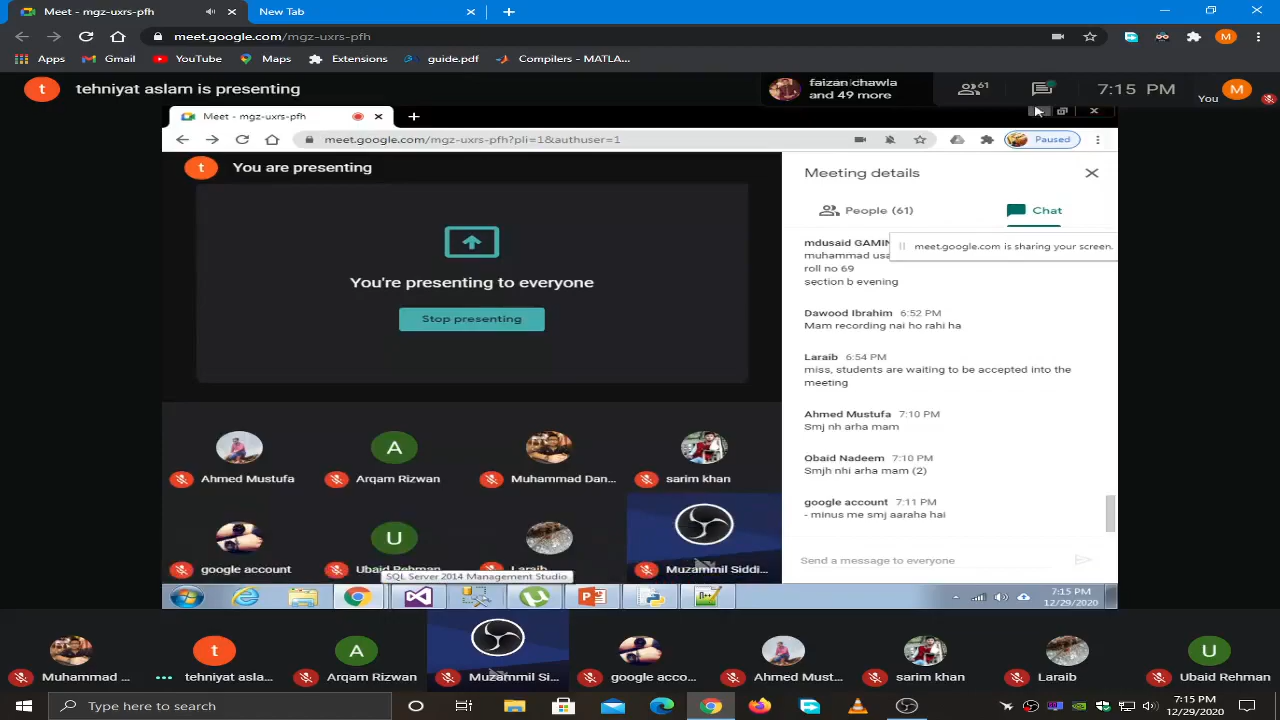 Meet - mgz-uxrs-pfh
New Tab
meet.google.com/mgz-uxrs-pfh
M
Apps
Gmail
YouTube
Maps
Extensions
guide.pdf
Compilers - MATLA...
t
tehniya aslam is presenting
faizan chawla
and 49 more
61
7:15 PM
You
M
Meet - mgz-uxrs-pfh
meet.google.com/mgz-uxrs-pfh?pli=1&authuser=1
Paused
t
You are presenting
You're presenting to everyone
Stop presenting
Meeting details
People (61)
Chat
meet.google.com is sharing your screen.
mdusaid GAMIN
muhammad usa
roll no 69
section b evening
Dawood Ibrahim 6:52 PM
Mam recording nai ho rahi ha
Laraib 6:54 PM
miss, students are waiting to be accepted into the
meeting
Ahmed Mustufa 7:10 PM
Smj nh arha mam
Obaid Nadeem 7:10 PM
Smjh nhi arha mam (2)
google account 7:11 PM
- minus me smj aaraha hai
Send a message to everyone
A
Ahmed Mustufa
Arqam Rizwan
Muhammad Dan...
sarim khan
U
google account
Ubaid Rehman
Laraib
Muzammil Siddi...
SQL Server 2014 Management Studio
7:15 PM
12/29/2020
t
A
U
Muhammad ...
tehniyat asla...
Arqam Rizwan
Muzammil Si...
google acco...
Ahmed Must...
sarim khan
Laraib
Ubaid Rehman
Type here to search
7:15 PM
12/29/2020